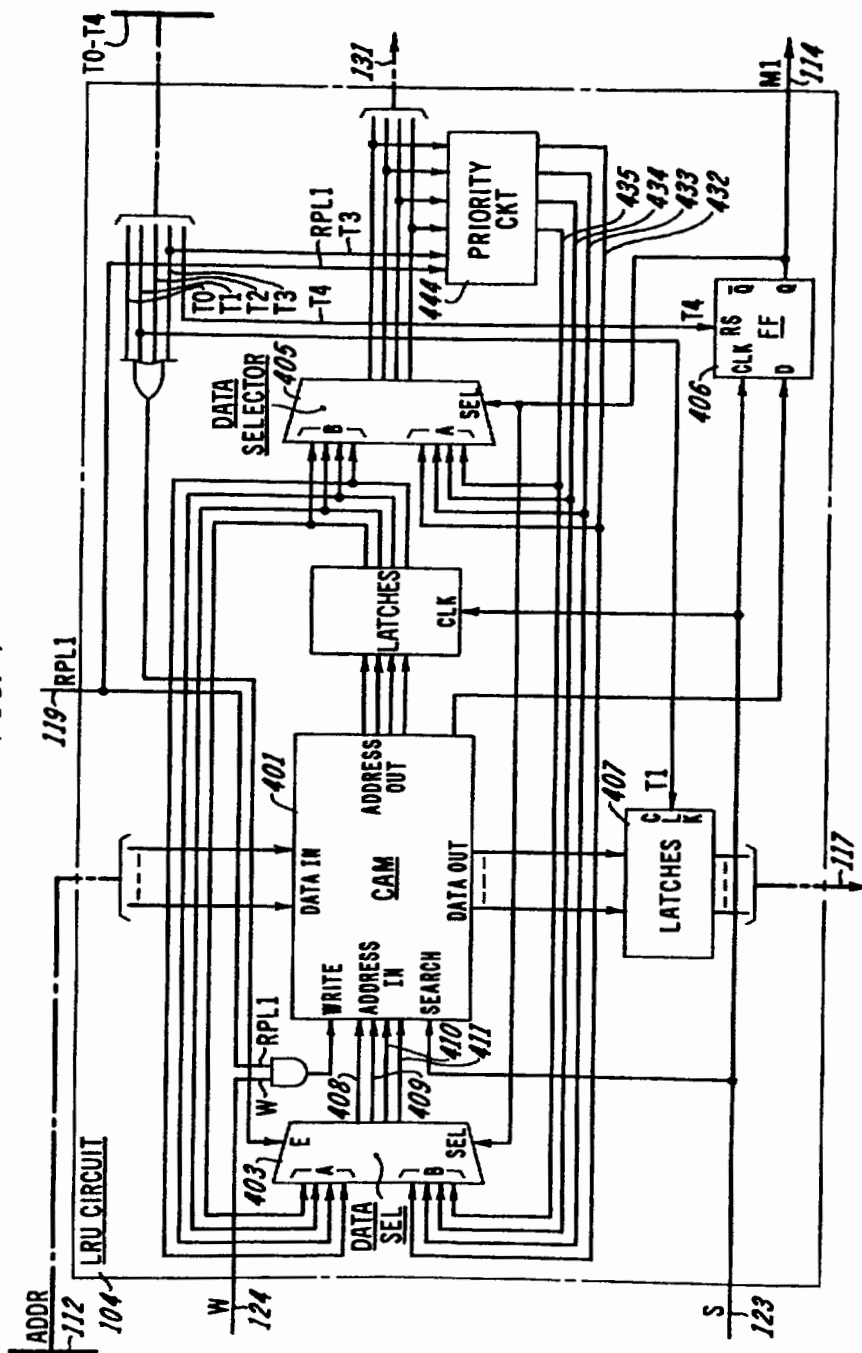 ADDR
112
LRU CIRCUIT
104
W
124
S
123
119
RPL1
T0-T4
T0
T1
T2
T3
T4
RPL1
T3
131
M1
114
117
403
E
A
B
SEL
DATA
SEL
W
RPL1
408
409
410
411
WRITE
ADDRESS
IN
SEARCH
DATA IN
401
CAM
ADDRESS
OUT
DATA OUT
LATCHES
CLK
407
LATCHES
CLK
T1
DATA
SELECTOR
405
B
A
SEL
444
PRIORITY
CKT
435
434
433
432
406
T4
CLK
RS
Q̅
FF
D
Q